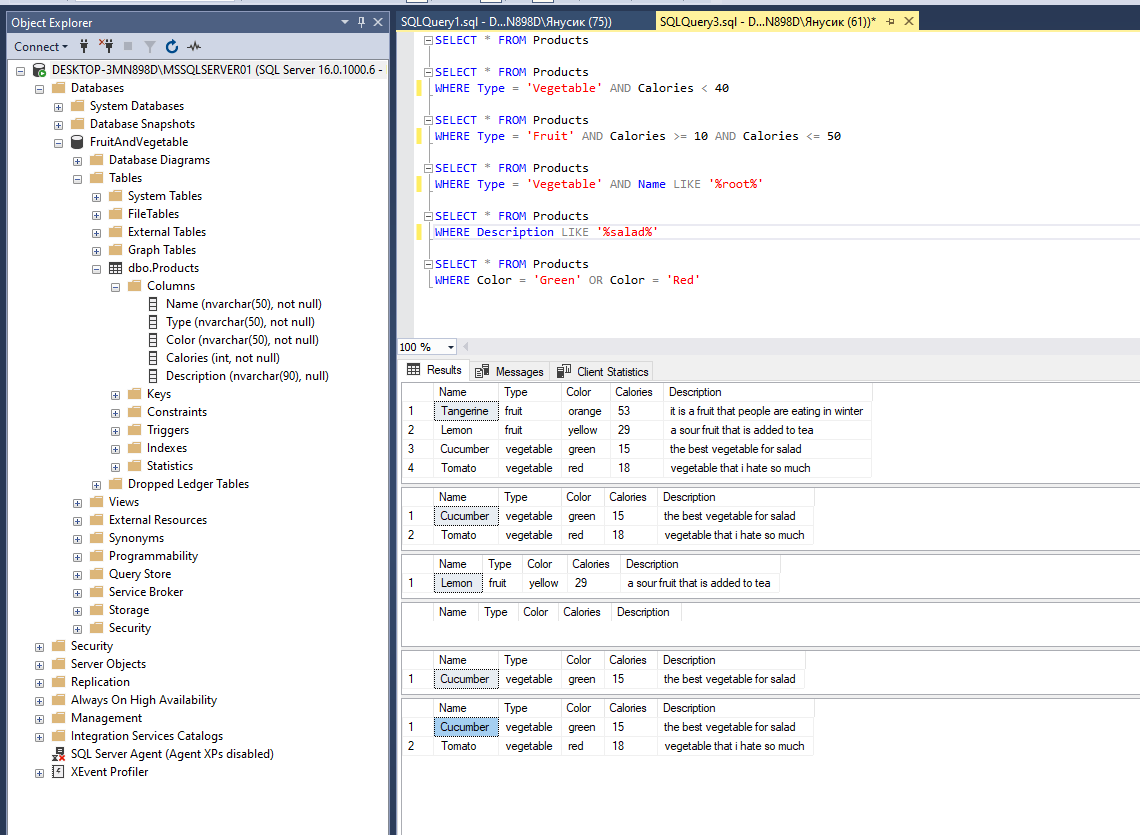 Object Explorer
Connect
DESKTOP-3MN898D\MSSQLSERVER01 (SQL Server 16.0.1000.6 -
Databases
System Databases
Database Snapshots
FruitAndVegetable
Database Diagrams
Tables
System Tables
FileTables
External Tables
Graph Tables
dbo.Products
Columns
Name (nvarchar(50), not null)
Type (nvarchar(50), not null)
Color (nvarchar(50), not null)
Calories (int, not null)
Description (nvarchar(90), null)
Keys
Constraints
Triggers
Indexes
Statistics
Dropped Ledger Tables
Views
External Resources
Synonyms
Programmability
Query Store
Service Broker
Storage
Security
Security
Server Objects
Replication
Always On High Availability
Management
Integration Services Catalogs
SQL Server Agent (Agent XPs disabled)
XEvent Profiler
SQLQuery1.sql - D...N898D\Янусик (75))
SQLQuery3.sql - D...N898D\Янусик (61))*
SELECT * FROM Products
SELECT * FROM Products
WHERE Type = 'Vegetable' AND Calories < 40
SELECT * FROM Products
WHERE Type = 'Fruit' AND Calories >= 10 AND Calories <= 50
SELECT * FROM Products
WHERE Type = 'Vegetable' AND Name LIKE '%root%'
SELECT * FROM Products
WHERE Description LIKE '%salad%'
SELECT * FROM Products
WHERE Color = 'Green' OR Color = 'Red'
100 %
Results Messages Client Statistics
Name Type Color Calories Description
1 Tangerine fruit orange 53 it is a fruit that people are eating in winter
2 Lemon fruit yellow 29 a sour fruit that is added to tea
3 Cucumber vegetable green 15 the best vegetable for salad
4 Tomato vegetable red 18 vegetable that i hate so much
Name Type Color Calories Description
1 Cucumber vegetable green 15 the best vegetable for salad
2 Tomato vegetable red 18 vegetable that i hate so much
Name Type Color Calories Description
1 Lemon fruit yellow 29 a sour fruit that is added to tea
Name Type Color Calories Description
Name Type Color Calories Description
1 Cucumber vegetable green 15 the best vegetable for salad
Name Type Color Calories Description
1 Cucumber vegetable green 15 the best vegetable for salad
2 Tomato vegetable red 18 vegetable that i hate so much